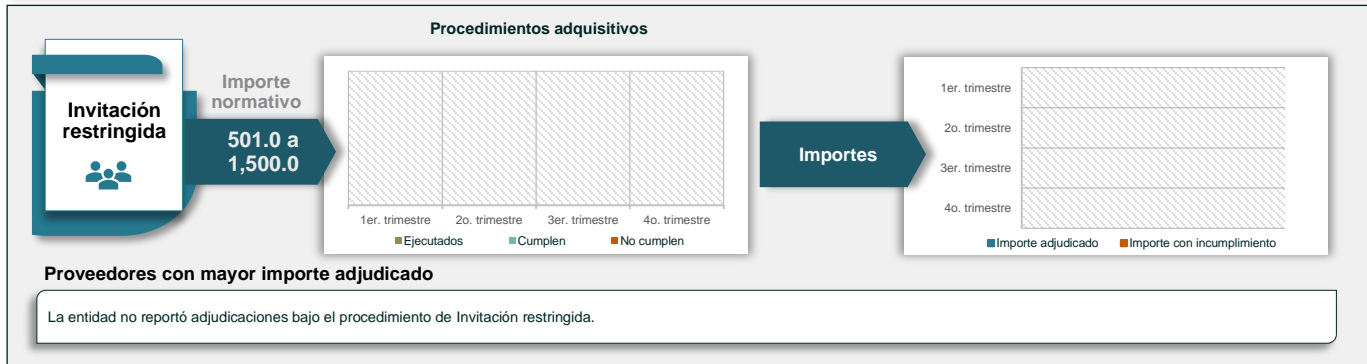 Procedimientos adquisitivos
Invitación
restringida
Importe
normativo
501.0 a
1,500.0
1er. trimestre
2o. trimestre
3er. trimestre
4o. trimestre
Ejecutados
Cumplen
No cumplen
Importes
1er. trimestre
2o. trimestre
3er. trimestre
4o. trimestre
Importe adjudicado
Importe con incumplimiento
Proveedores con mayor importe adjudicado
La entidad no reportó adjudicaciones bajo el procedimiento de Invitación restringida.